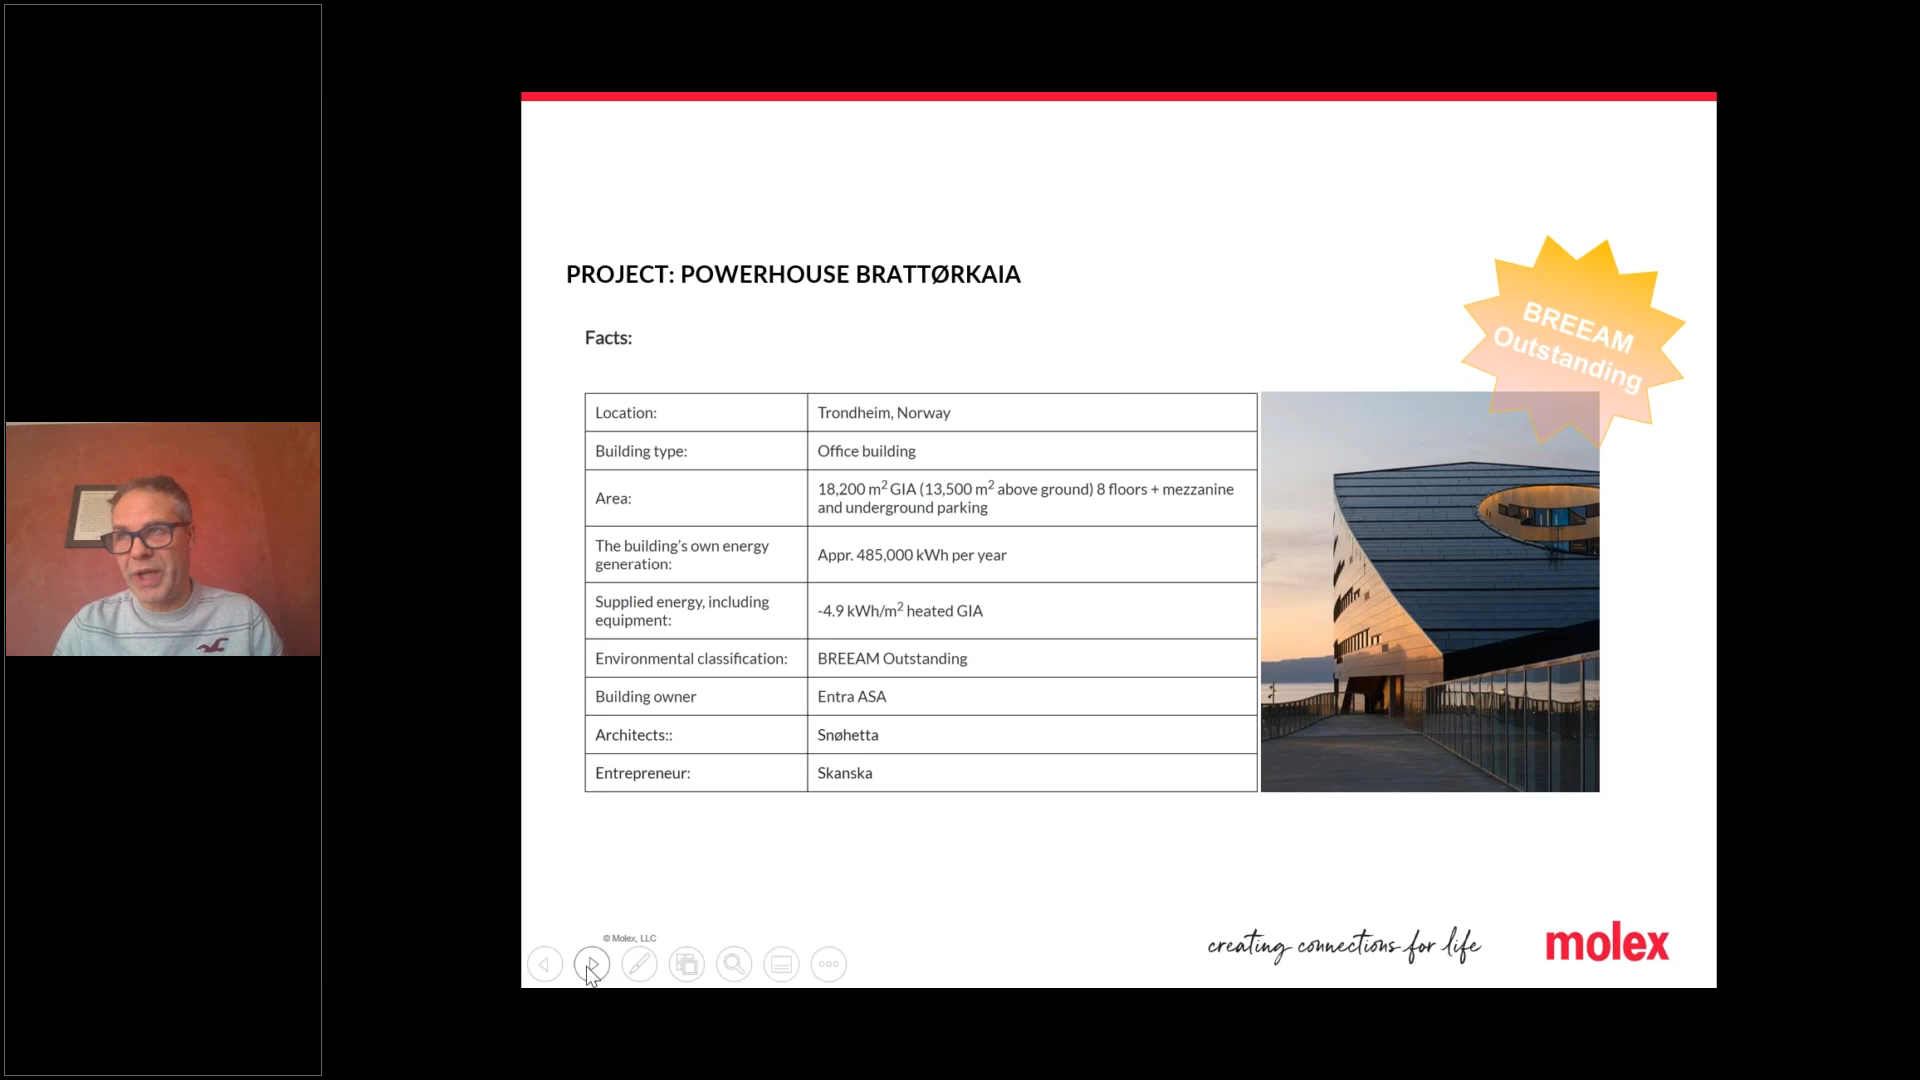 PROJECT: POWERHOUSE BRATTØRKAIA
BREEAM
Outstanding
Facts:
Location: Trondheim, Norway
Building type: Office building
Area: 18,200 m² GIA (13,500 m² above ground) 8 floors + mezzanine
and underground parking
The building's own energy
generation: Appr. 485,000 kWh per year
Supplied energy, including
equipment: -4.9 kWh/m² heated GIA
Environmental classification: BREEAM Outstanding
Building owner Entra ASA
Architects:: Snøhetta
Entrepreneur: Skanska
© Molex, LLC
creating connections for life
molex